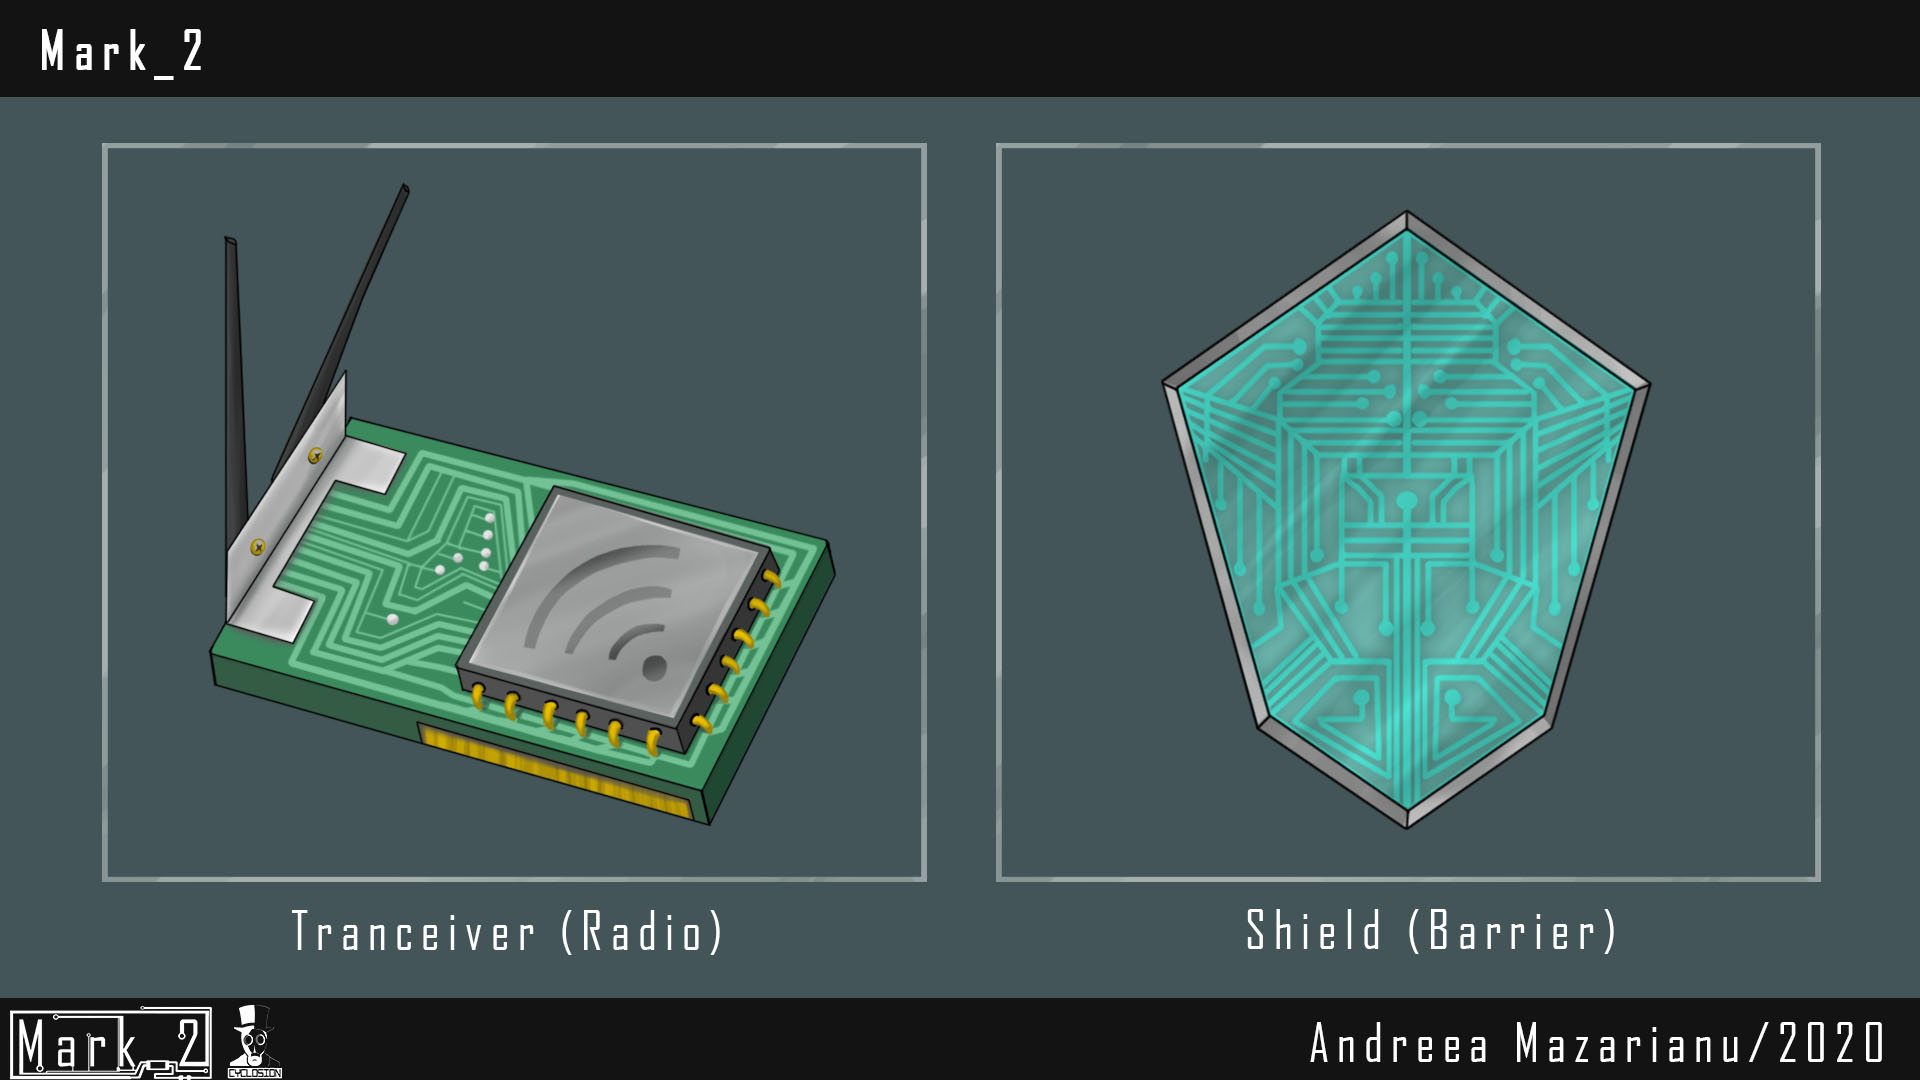 Mark_2
Tranceiver (Radio)
Shield (Barrier)
Mark_2
CYCLOSION
Andreea Mazarianu/2020